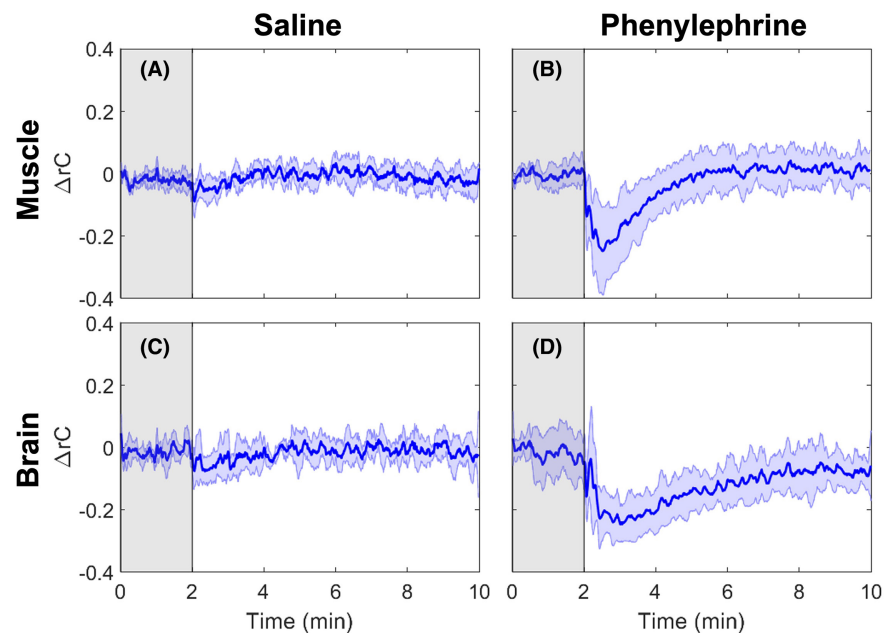 Saline Phenylephrine
Muscle
ΔrC
0.4
0.2
0
-0.2
-0.4
(A)
(B)
Brain
ΔrC
0.4
0.2
0
-0.2
-0.4
(C)
(D)
0 2 4 6 8 10
0 2 4 6 8 10
Time (min) Time (min)